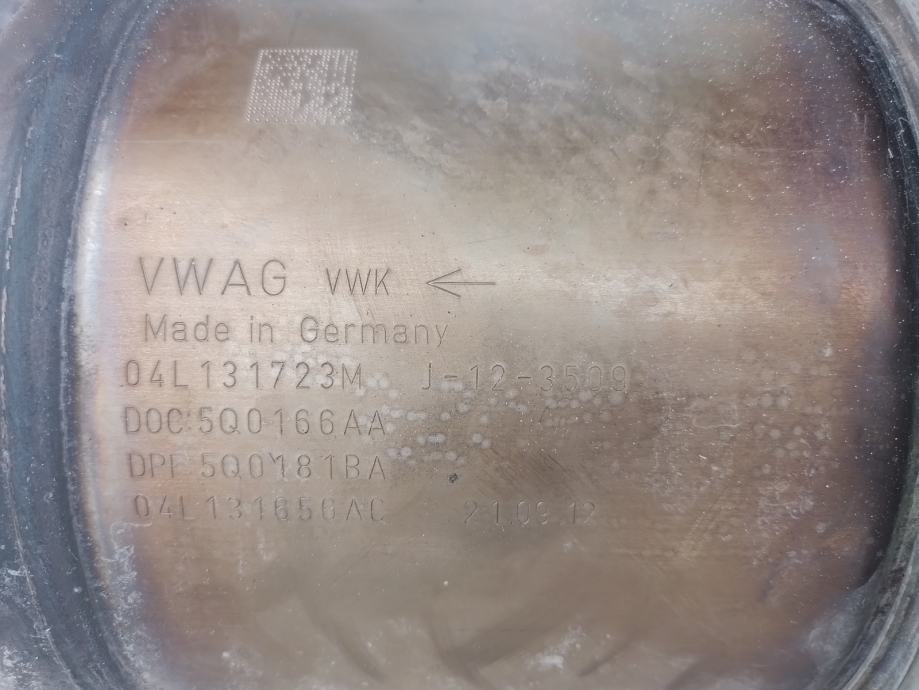 VWAG VWK ←
Made in Germany
04L131723M J-12-3509
DOC:5Q0166AA
DPF:5Q0181BA
04L131656AC 21.09.12